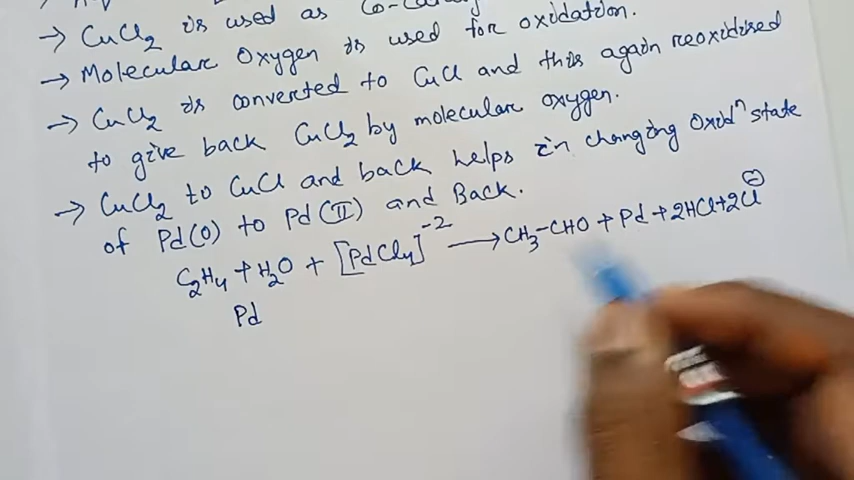 → CuCl₂ is used as Co-
→ Molecular Oxygen is used for oxidation.
→ CuCl₂ is converted to CuCl and this again reoxidised
to give back CuCl₂ by molecular oxygen.
→ CuCl₂ to CuCl and back helps in changing Oxidⁿ state
of Pd(0) to Pd(II) and Back.
C₂H₄ + H₂O + [PdCl₄]⁻² ⟶ CH₃-CHO + Pd + 2HCl + 2Cl⊖
Pd